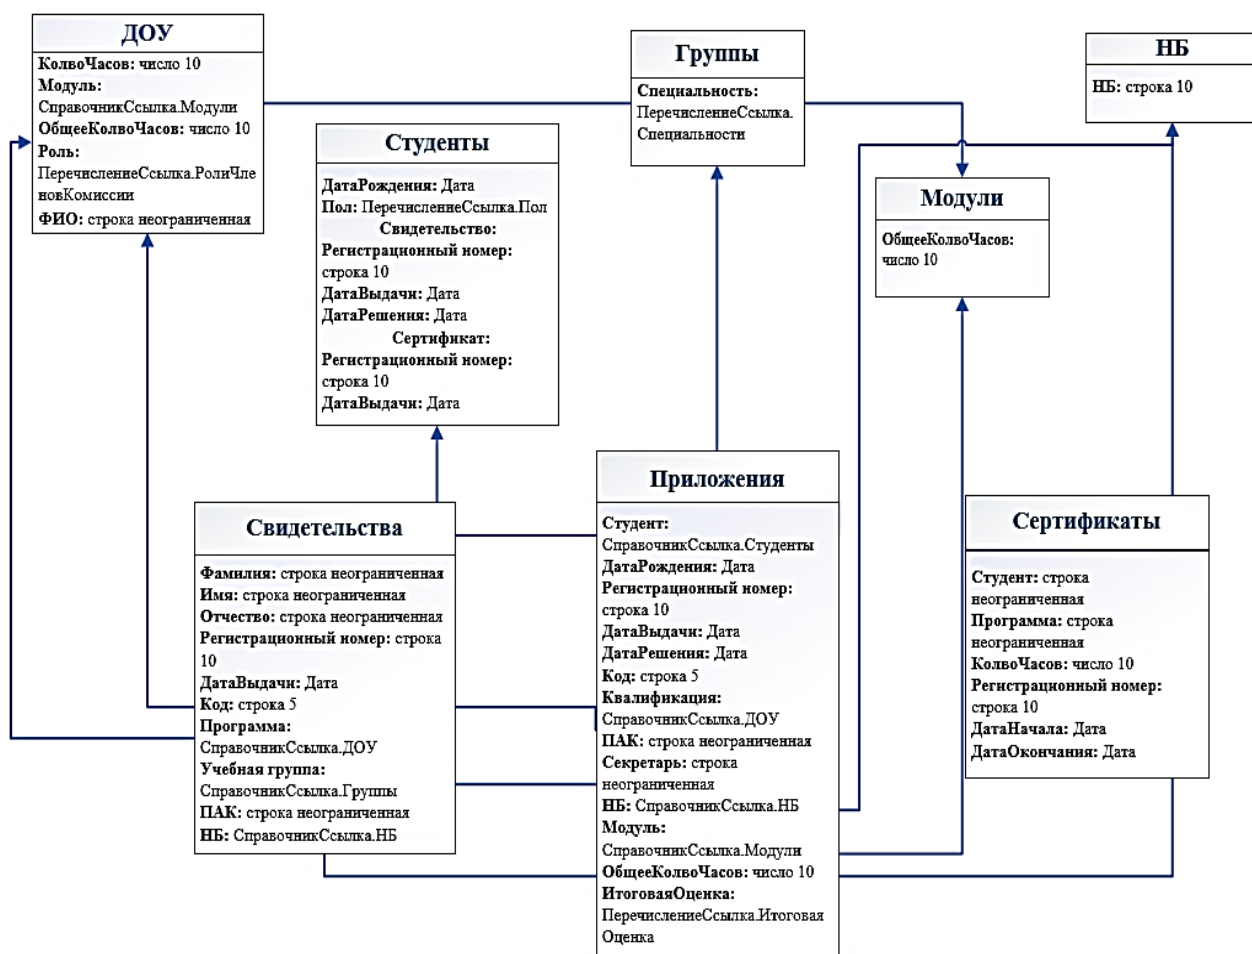 ДОУ
КолвоЧасов: число 10
Модуль:
СправочникСсылка.Модули
ОбщееКолвоЧасов: число 10
Роль:
ПеречислениеСсылка.РолиЧле
новКомиссии
ФИО: строка неограниченная
Студенты
ДатаРождения: Дата
Пол: ПеречислениеСсылка.Пол
Свидетельство:
Регистрационный номер:
строка 10
ДатаВыдачи: Дата
ДатаРешения: Дата
Сертификат:
Регистрационный номер:
строка 10
ДатаВыдачи: Дата
Группы
Специальность:
ПеречислениеСсылка.
Специальности
НБ
НБ: строка 10
Модули
ОбщееКолвоЧасов:
число 10
Свидетельства
Фамилия: строка неограниченная
Имя: строка неограниченная
Отчество: строка неограниченная
Регистрационный номер: строка
10
ДатаВыдачи: Дата
Код: строка 5
Программа:
СправочникСсылка.ДОУ
Учебная группа:
СправочникСсылка.Группы
ПАК: строка неограниченная
НБ: СправочникСсылка.НБ
Приложения
Студент:
СправочникСсылка.Студенты
ДатаРождения: Дата
Регистрационный номер:
строка 10
ДатаВыдачи: Дата
ДатаРешения: Дата
Код: строка 5
Квалификация:
СправочникСсылка.ДОУ
ПАК: строка неограниченная
Секретарь: строка
неограниченная
НБ: СправочникСсылка.НБ
Модуль:
СправочникСсылка.Модули
ОбщееКолвоЧасов: число 10
ИтоговаяОценка:
ПеречислениеСсылка.Итоговая
Оценка
Сертификаты
Студент: строка
неограниченная
Программа: строка
неограниченная
КолвоЧасов: число 10
Регистрационный номер:
строка 10
ДатаНачала: Дата
ДатаОкончания: Дата